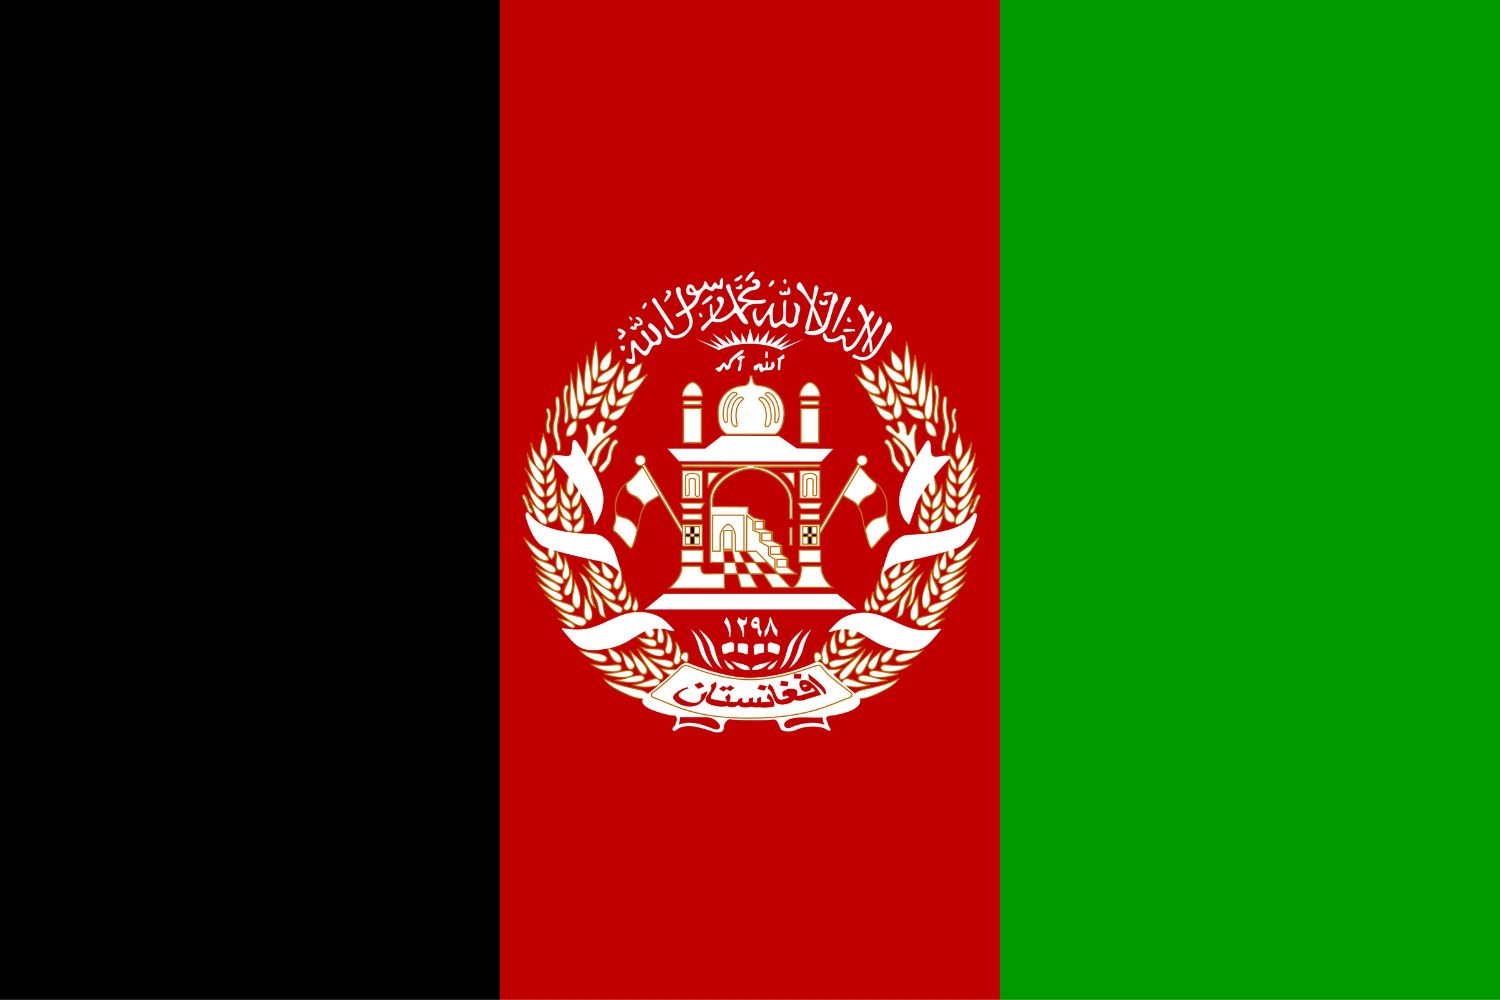 لا إله إلا الله محمد رسول الله
الله أكبر
١٢٩٨
افغانستان